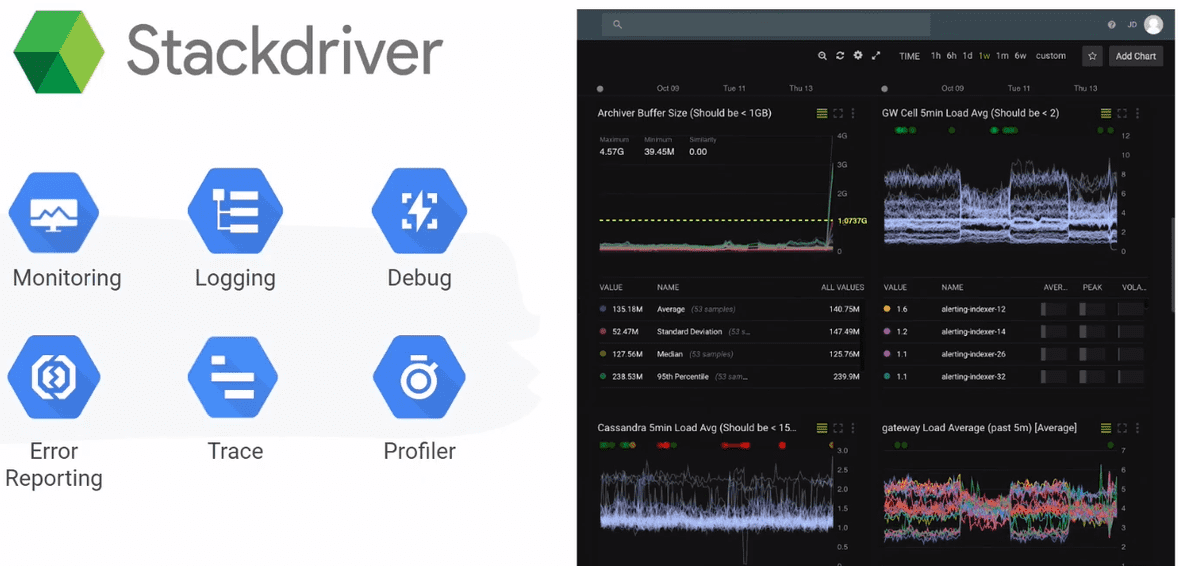 Stackdriver
Monitoring
Logging
Debug
Error
Reporting
Trace
Profiler
JD
TIME 1h 6h 1d 1w 1m 6w custom
Add Chart
Oct 09 Tue 11 Thu 13
Archiver Buffer Size (Should be < 1GB)
Maximum Minimum Similarity
4.57G 39.45M 0.00
4G
3G
2G
1.0737G
0
VALUE NAME ALL VALUES
135.18M Average (53 samples) 140.75M
52.47M Standard Deviation (53 s... 147.49M
127.56M Median (53 samples) 125.76M
238.53M 95th Percentile (53 sam... 239.9M
Oct 09 Tue 11 Thu 13
GW Cell 5min Load Avg (Should be < 2)
12
10
8
6
4
2
0
VALUE NAME AVER... PEAK VOLA...
1.6 alerting-indexer-12
1.2 alerting-indexer-14
1.1 alerting-indexer-26
1.1 alerting-indexer-32
Cassandra 5min Load Avg (Should be < 15...
3.0
2.5
2.0
1.5
1.0
0.5
gateway Load Average (past 5m) [Average]
7
6
5
4
3
2